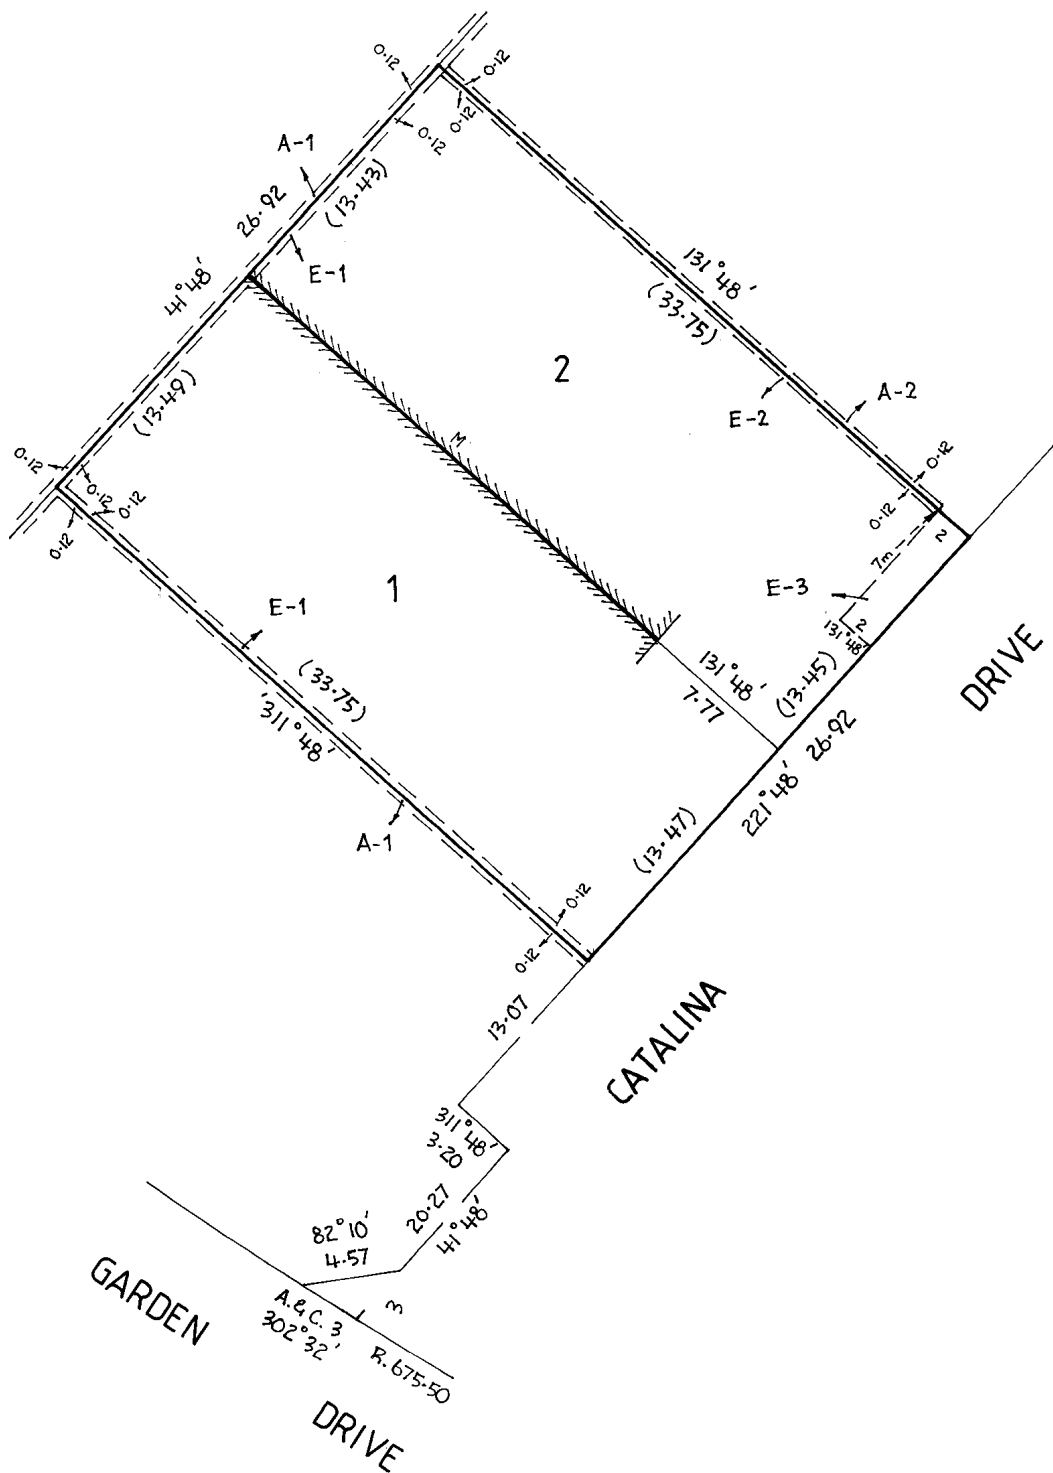 0·12
0·12
0·12
0·12
A-1
26·92
(13·43)
41°48'
E-1
131°48'
(33·75)
2
(13·49)
A-2
E-2
M
0·12
0·12
0·12
0·12
0·12
0·12
7m
2
E-3
2
131°48'
1
E-1
(33·75)
311°48'
131°48'
7·77
(13·45)
DRIVE
221°48' 26·92
A-1
(13·47)
0·12
0·12
13·07
CATALINA
311°48'
3·20
20·27
41°48'
82°10'
4·57
GARDEN
A.& C. 3
302°32'
3
R. 675·50
DRIVE